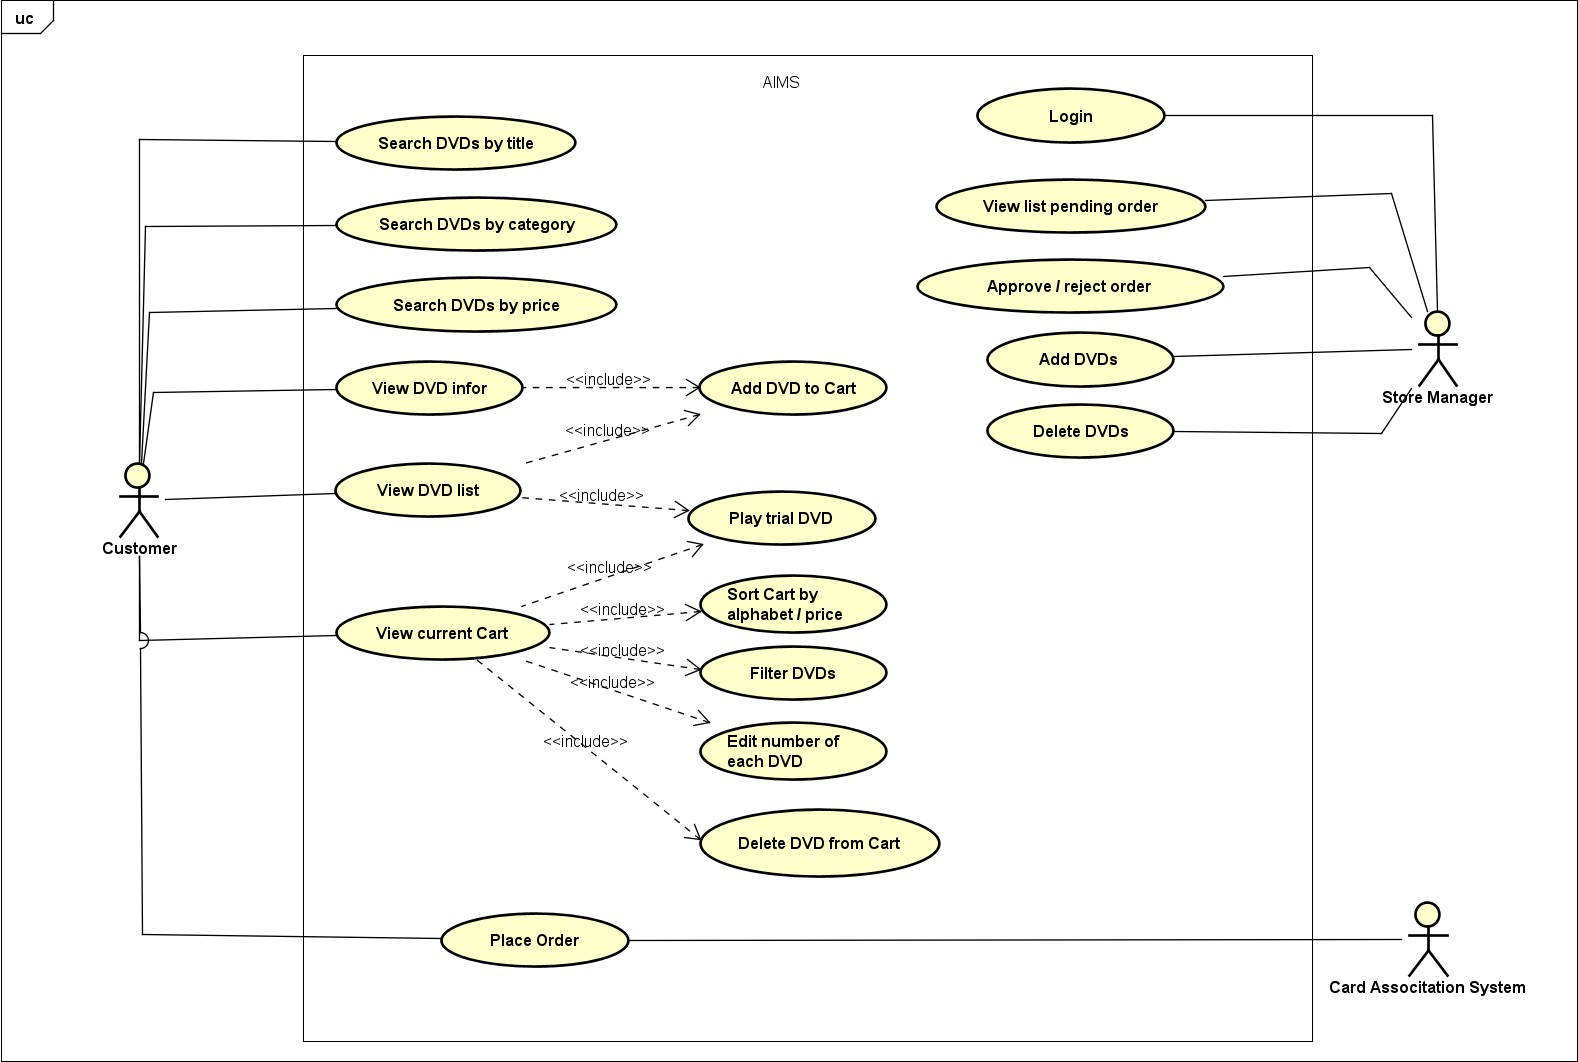 uc
AIMS
Search DVDs by title
Login
Search DVDs by category
View list pending order
Search DVDs by price
Approve / reject order
View DVD infor
<<include>>
Add DVD to Cart
Add DVDs
Store Manager
<<include>>
Delete DVDs
View DVD list
<<include>>
Play trial DVD
Customer
<<include>>
Sort Cart by
alphabet / price
<<include>>
View current Cart
<<include>>
Filter DVDs
<<include>>
Edit number of
each DVD
<<include>>
Delete DVD from Cart
Place Order
Card Associtation System